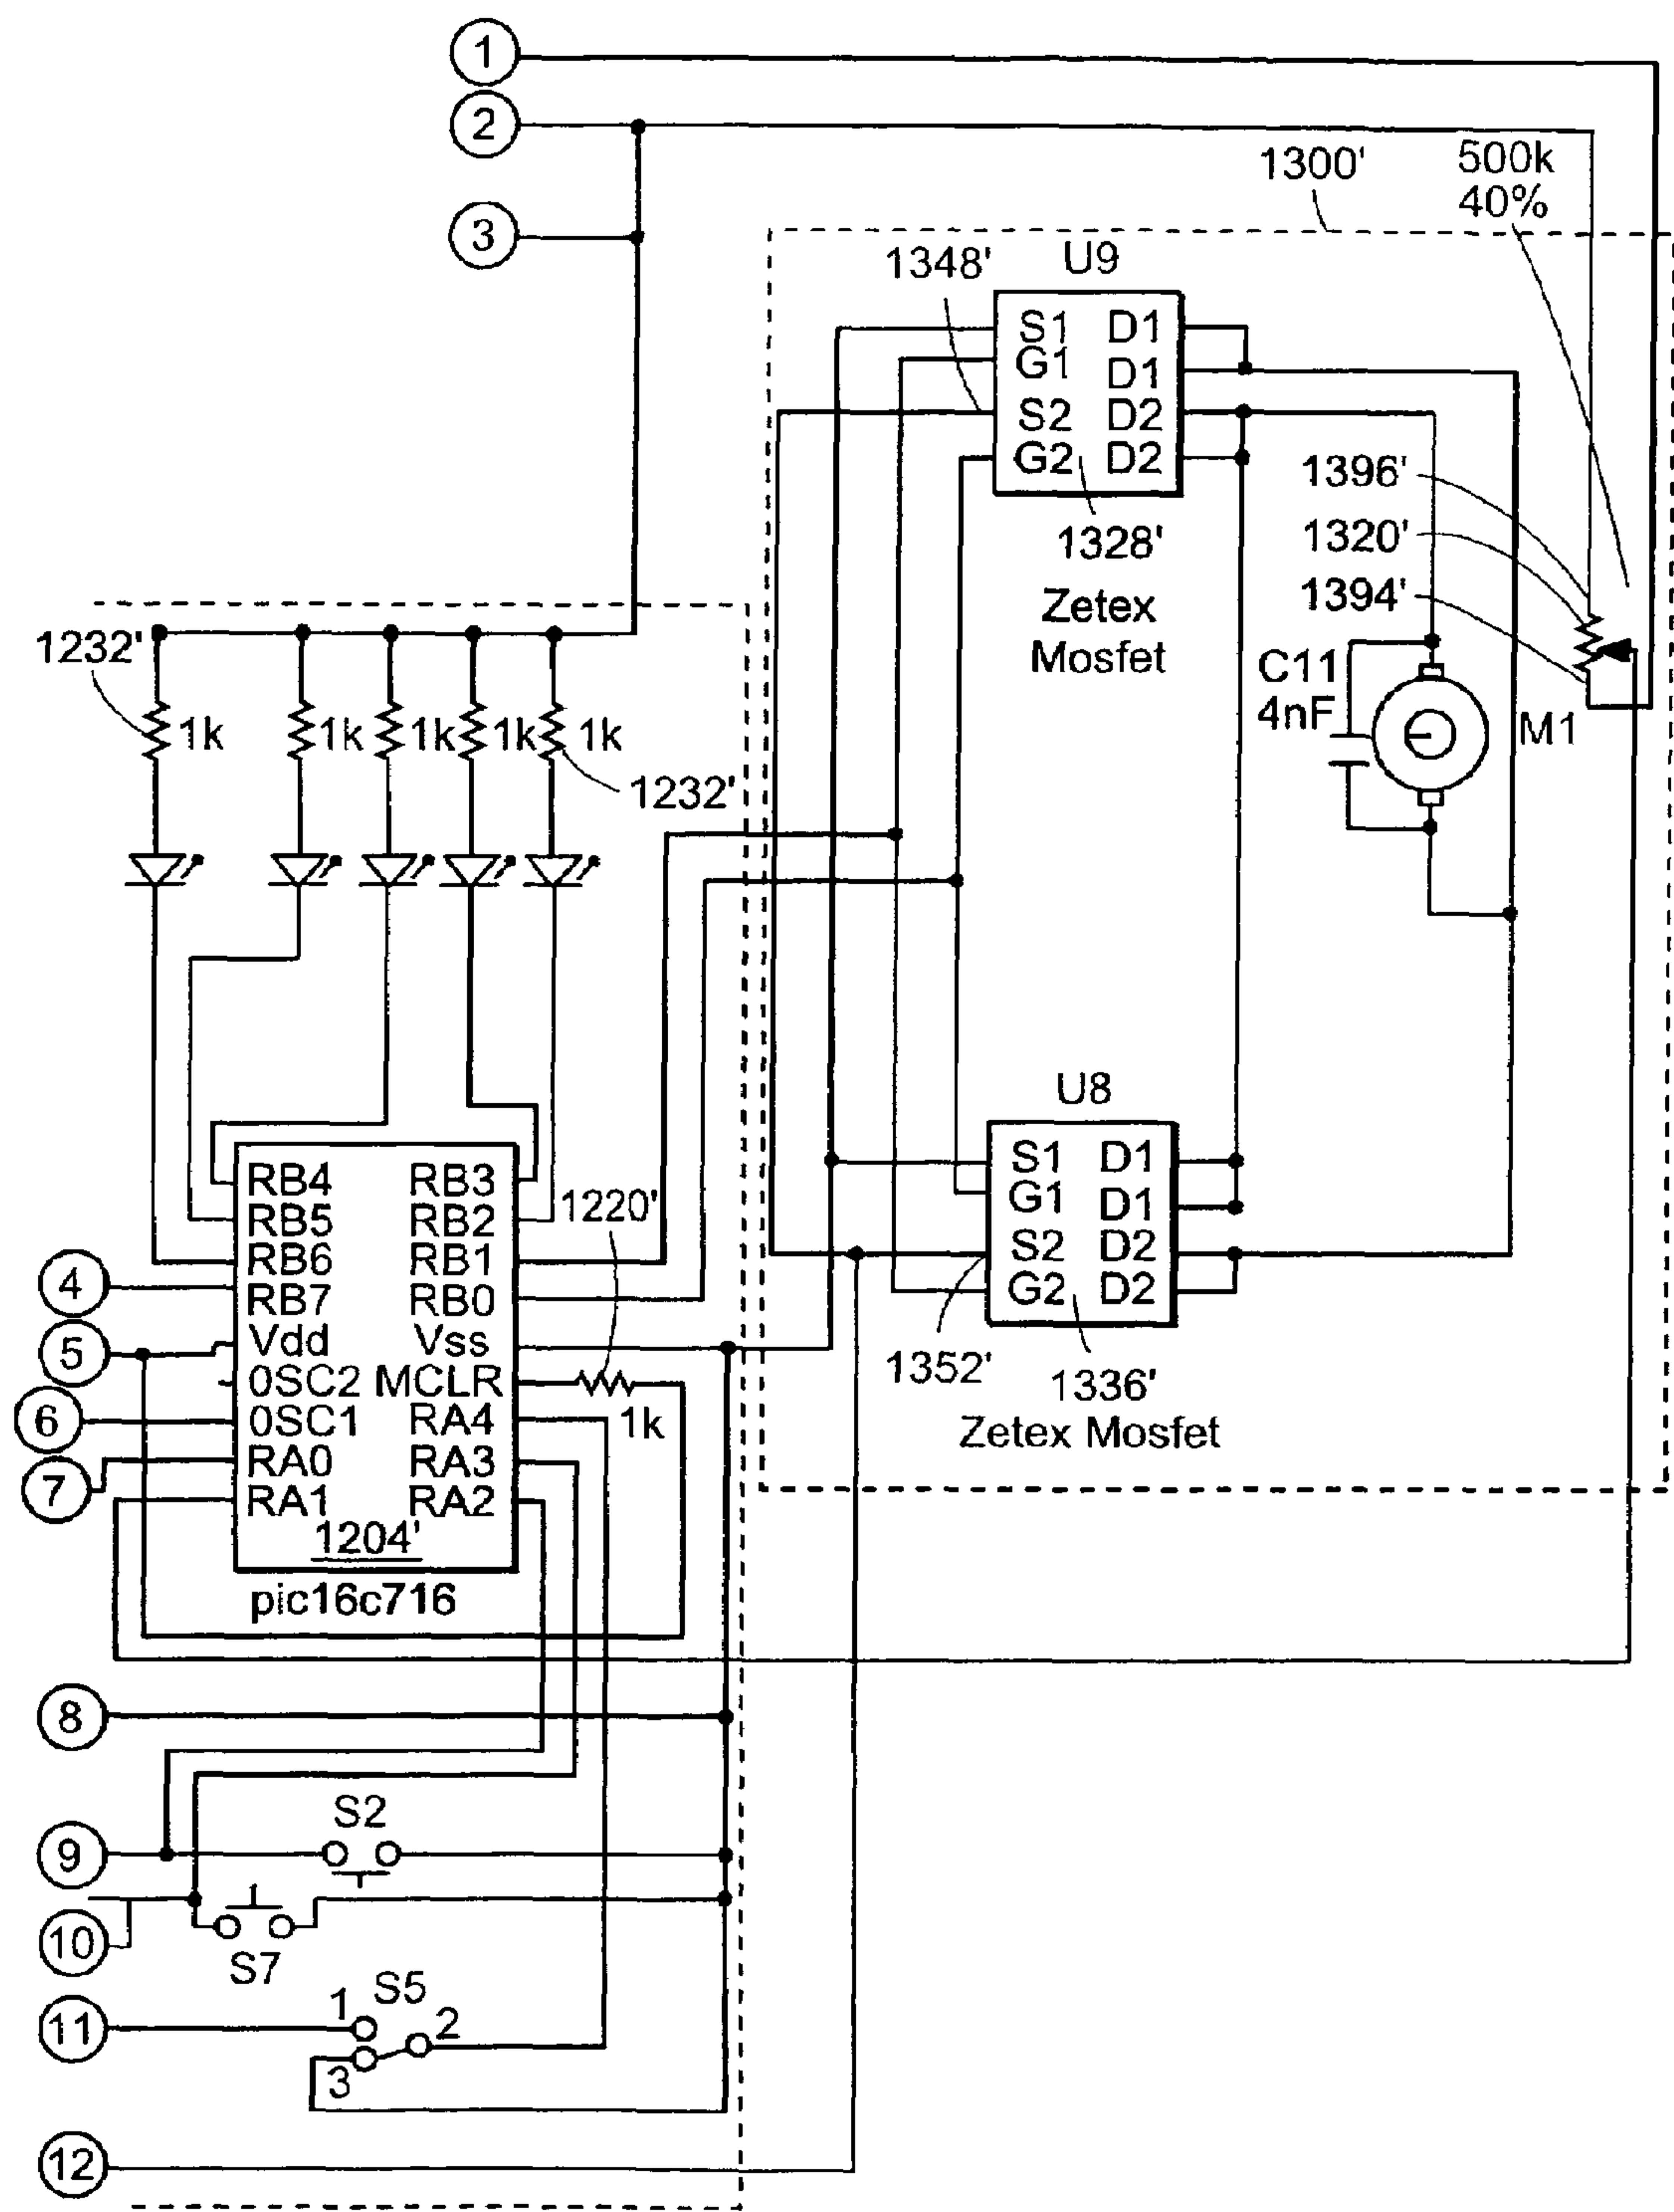 1
2
1300'
500k
40%
3
1348'
U9
S1 D1
G1 D1
S2 D2
G2 D2
1396'
1320'
1328'
1394'
Zetex
Mosfet
1232'
C11
4nF
M1
1k 1k 1k 1k 1k
1232'
U8
S1 D1
G1 D1
S2 D2
G2 D2
1352'
1336'
Zetex Mosfet
RB4 RB3
1220'
RB5 RB2
RB6 RB1
4
RB7 RB0
5
Vdd Vss
0SC2 MCLR
1k
6
0SC1 RA4
RA0 RA3
7
RA1 RA2
1204'
pic16c716
8
S2
9
10
S7
S5
1
2
11
3
12